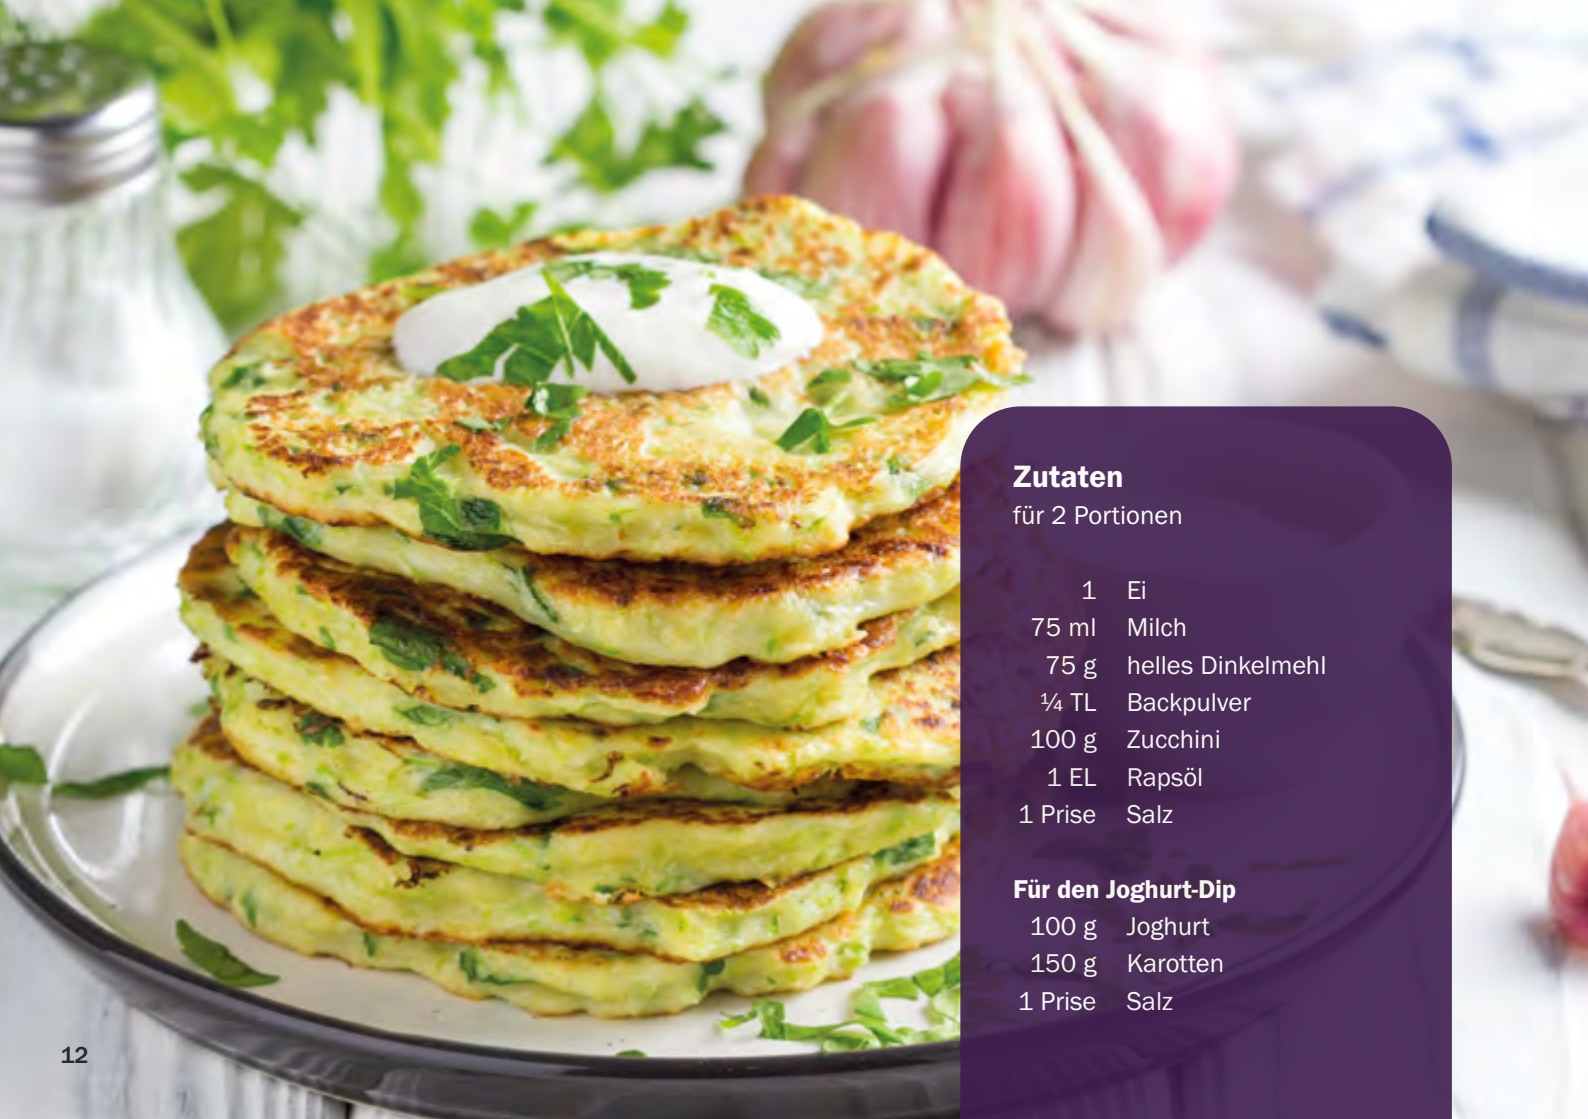 Zutaten
für 2 Portionen
1 Ei
75 ml Milch
75 g helles Dinkelmehl
¼ TL Backpulver
100 g Zucchini
1 EL Rapsöl
1 Prise Salz
Für den Joghurt-Dip
100 g Joghurt
150 g Karotten
1 Prise Salz
12